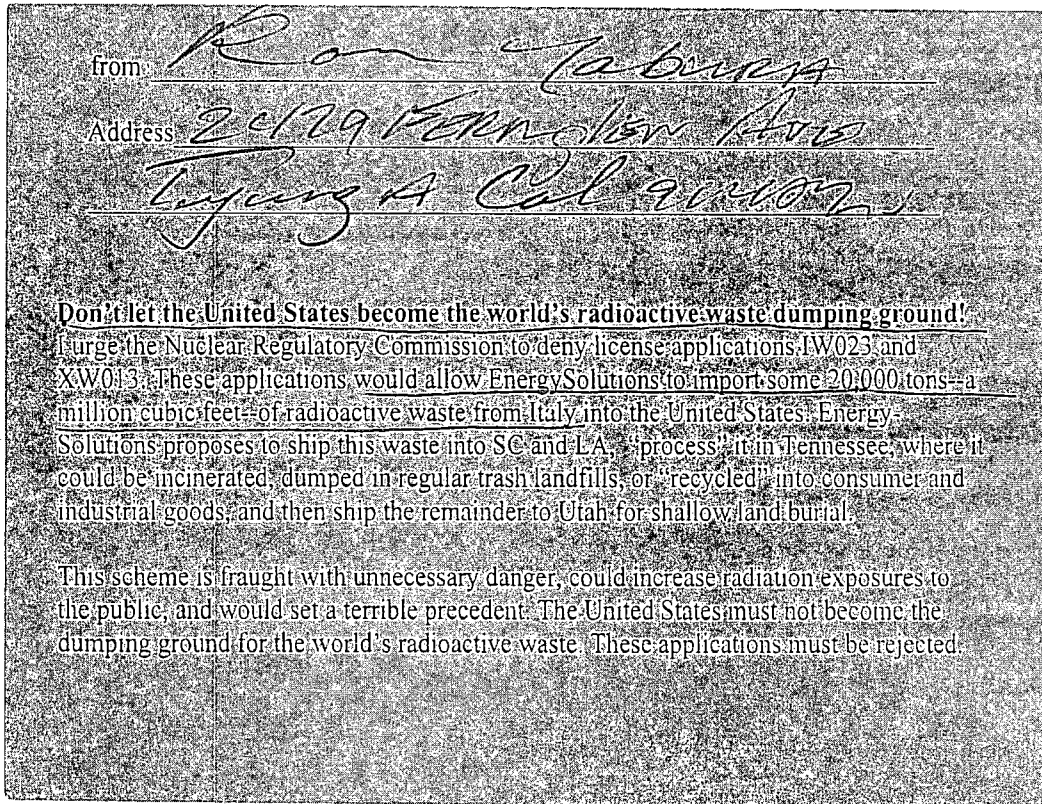 from: Ron
Address
Cal
Don't let the United States become the world's radioactive waste dumping ground!
I urge the Nuclear Regulatory Commission to deny license applications IW023 and
XW013. These applications would allow EnergySolutions to import some 20,000 tons--a
million cubic feet--of radioactive waste from Italy into the United States. Energy-
Solutions proposes to ship this waste into SC and LA, "process" it in Tennessee, where it
could be incinerated, dumped in regular trash landfills, or "recycled" into consumer and
industrial goods, and then ship the remainder to Utah for shallow land burial.
This scheme is fraught with unnecessary danger, could increase radiation exposures to
the public, and would set a terrible precedent. The United States must not become the
dumping ground for the world's radioactive waste. These applications must be rejected.